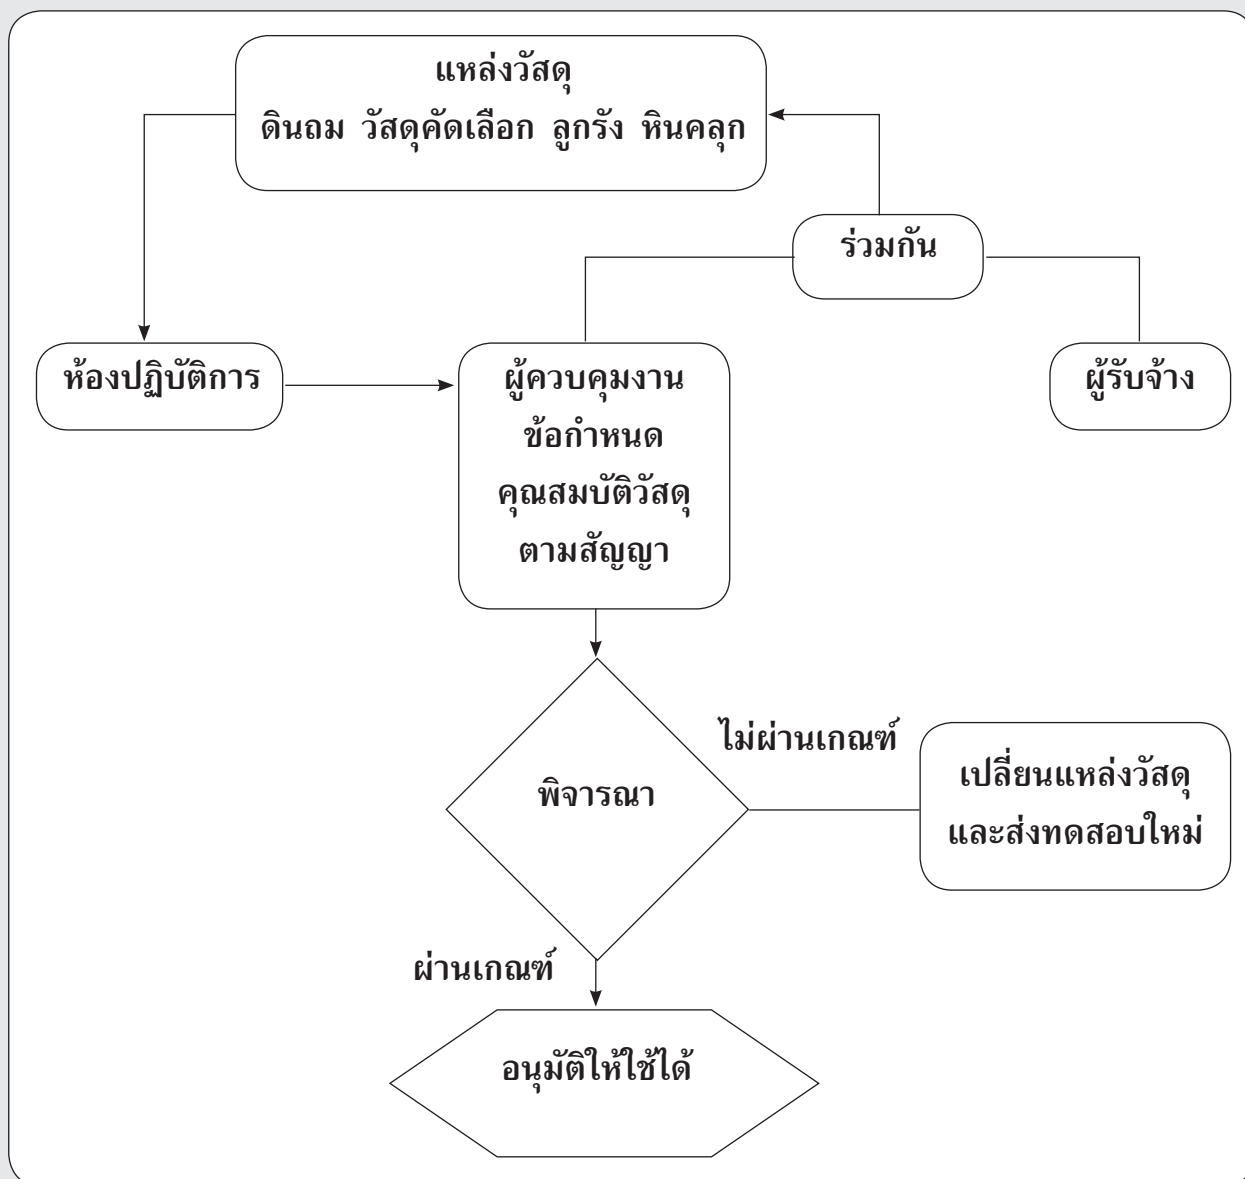 แหล่งวัสดุ
ดินถม วัสดุคัดเลือก ลูกรัง หินคลุก
ร่วมกัน
ห้องปฏิบัติการ
ผู้ควบคุมงาน
ข้อกำหนด
คุณสมบัติวัสดุ
ตามสัญญา
ผู้รับจ้าง
พิจารณา
ไม่ผ่านเกณฑ์
เปลี่ยนแหล่งวัสดุ
และส่งทดสอบใหม่
ผ่านเกณฑ์
อนุมัติให้ใช้ได้